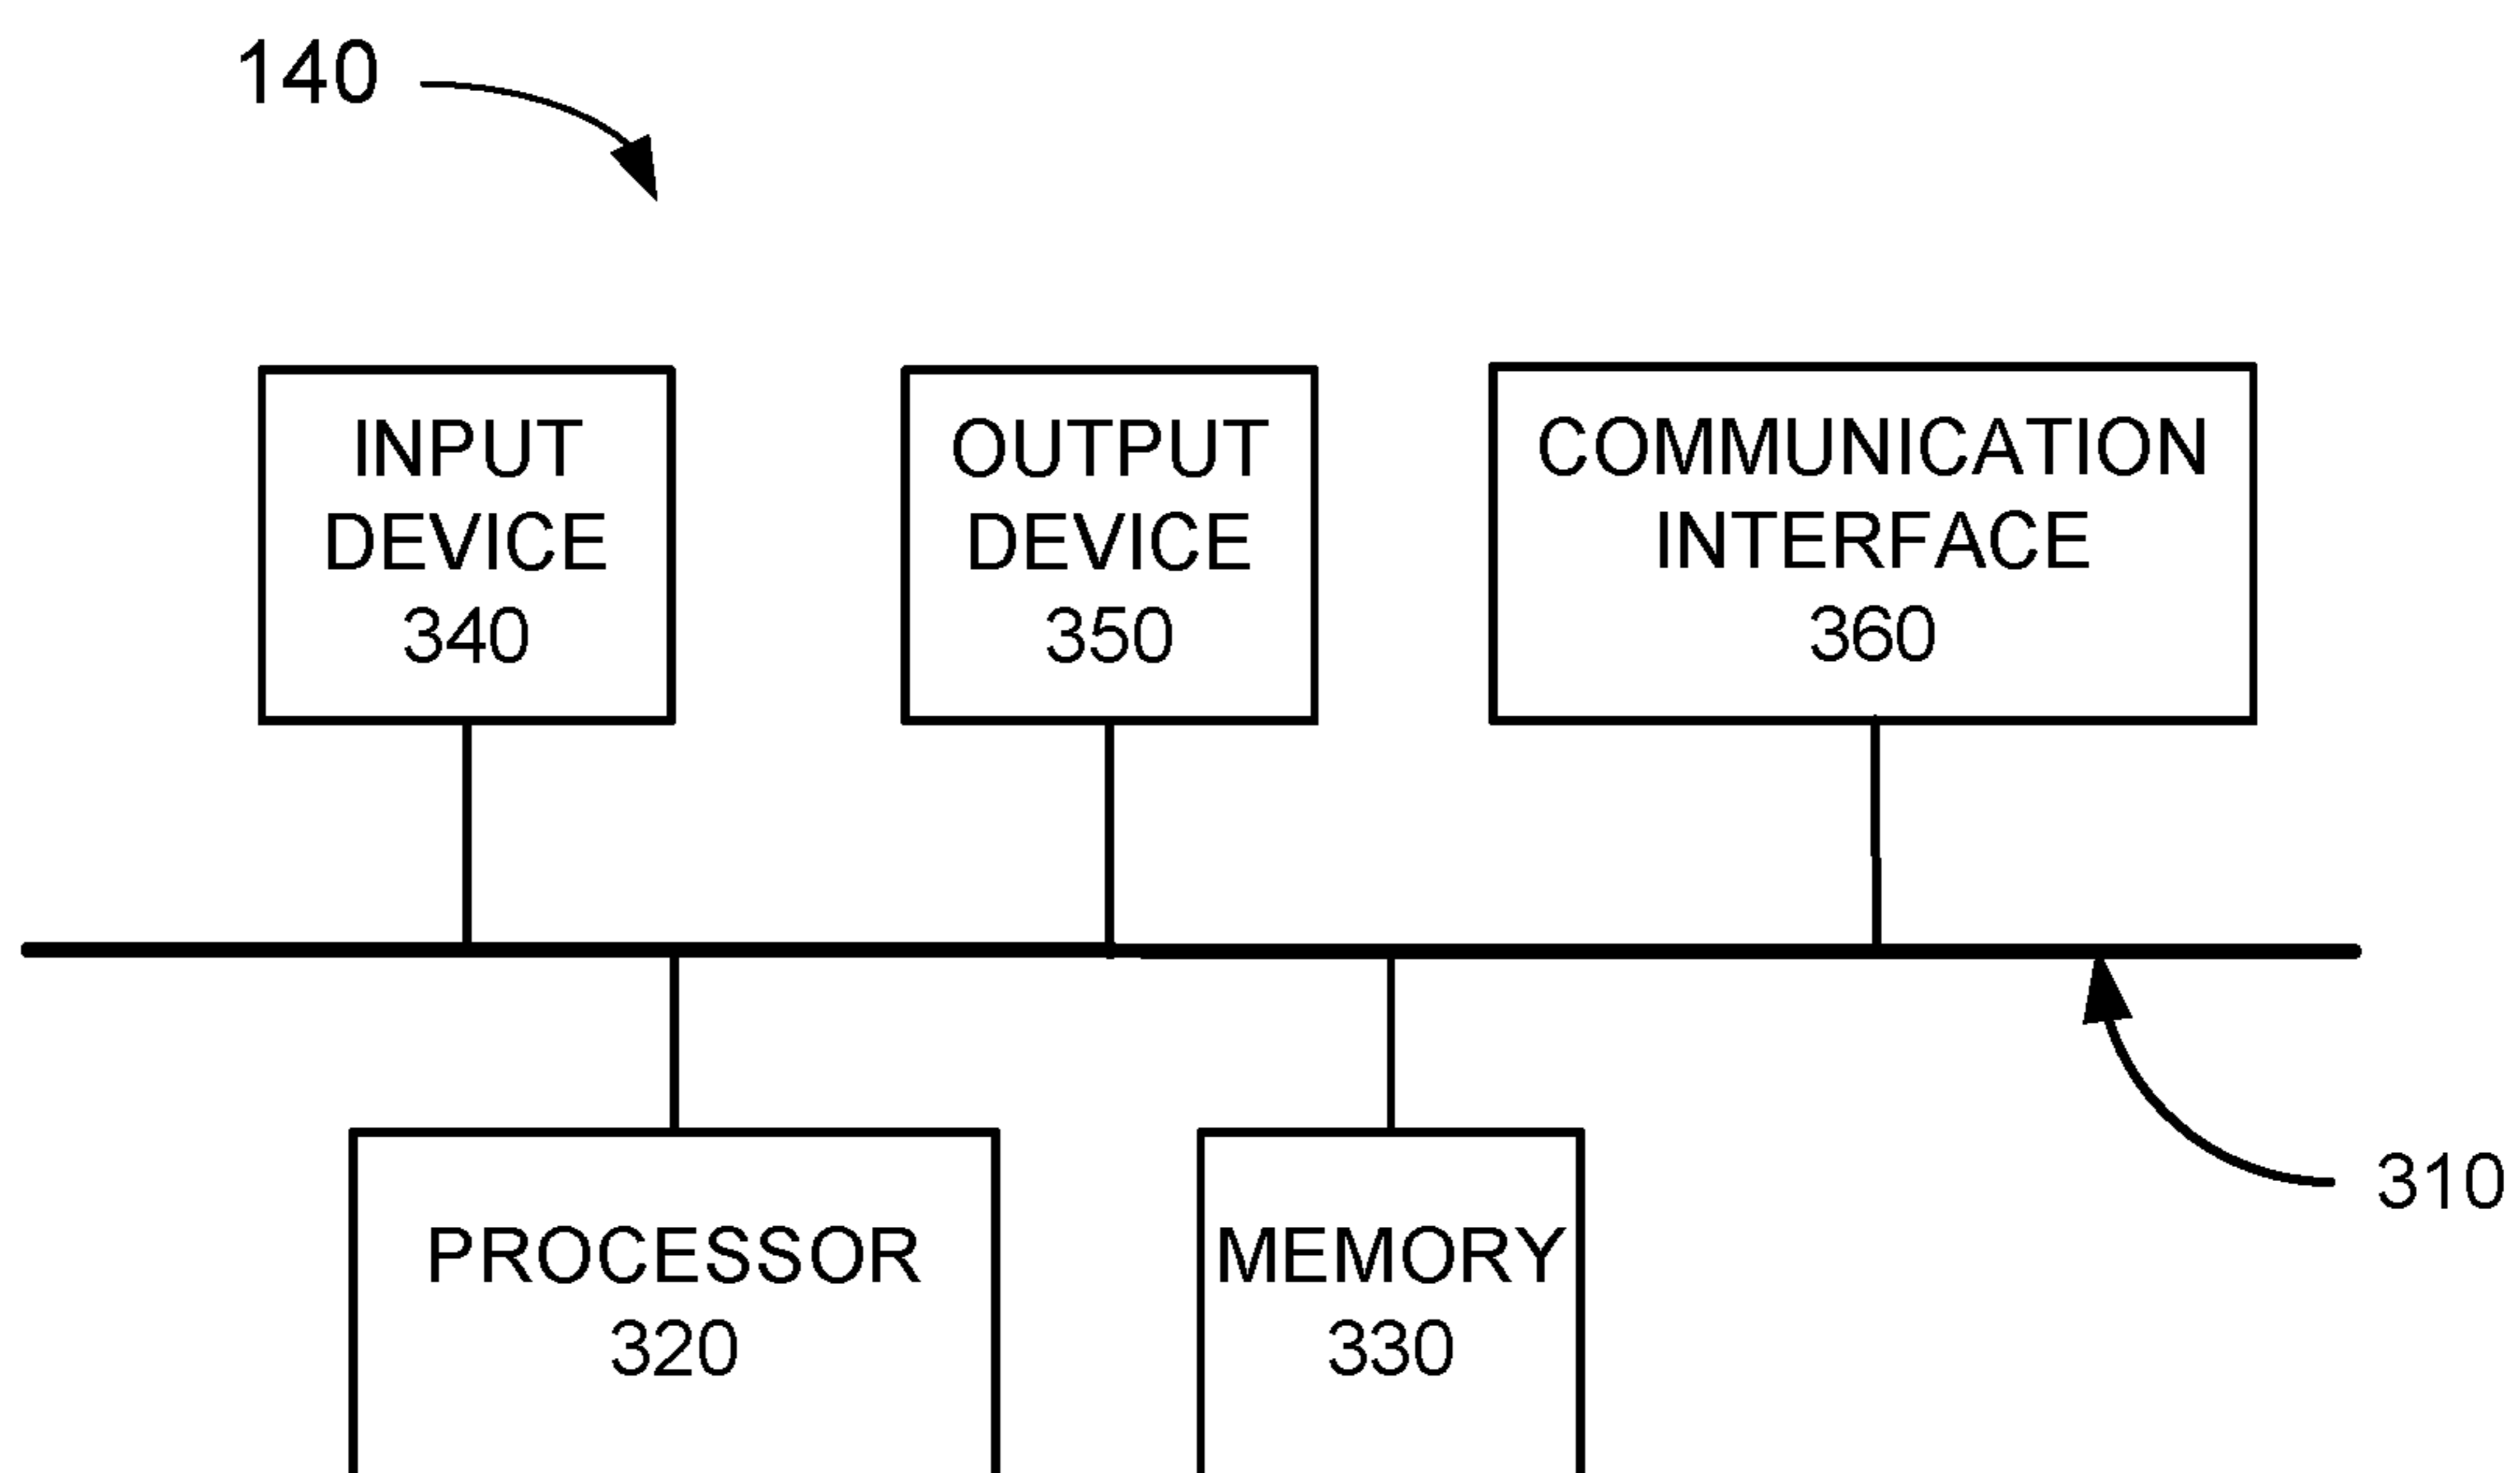 140
INPUT
DEVICE
340
OUTPUT
DEVICE
350
COMMUNICATION
INTERFACE
360
310
PROCESSOR
320
MEMORY
330